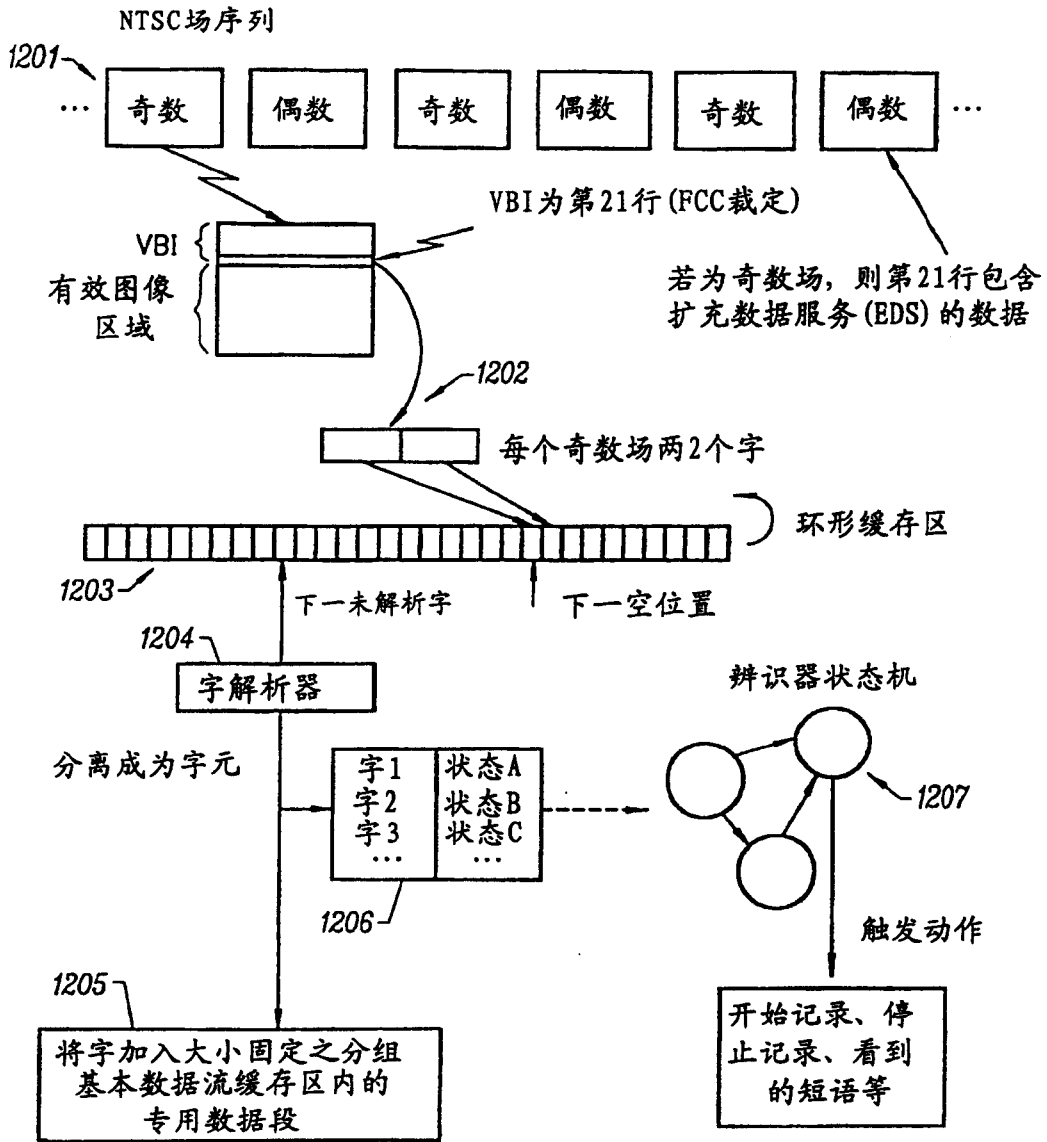 NTSC场序列
1201
... 奇数 偶数 奇数 偶数 奇数 偶数 ...
VBI为第21行(FCC裁定)
VBI
有效图像
区域
若为奇数场，则第21行包含
扩充数据服务(EDS)的数据
1202
每个奇数场两2个字
环形缓存区
1203
下一未解析字
下一空位置
1204
字解析器
辨识器状态机
分离成为字元
字1 状态A
字2 状态B
字3 状态C
... ...
1207
1206
触发动作
1205
将字加入大小固定之分组
基本数据流缓存区内的
专用数据段
开始记录、停
止记录、看到
的短语等